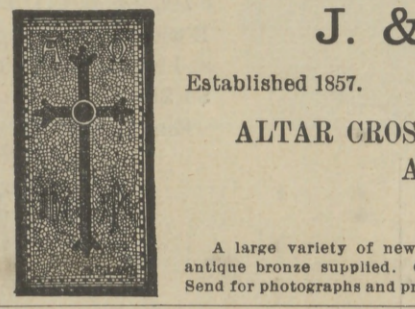 J. &
Established 1857.
ALTAR CROS
A
A large variety of new
antique bronze supplied.
Send for photographs and pr